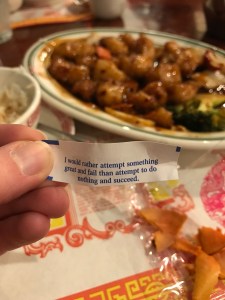 I would rather attempt something
great and fail than attempt to do
nothing and succeed.